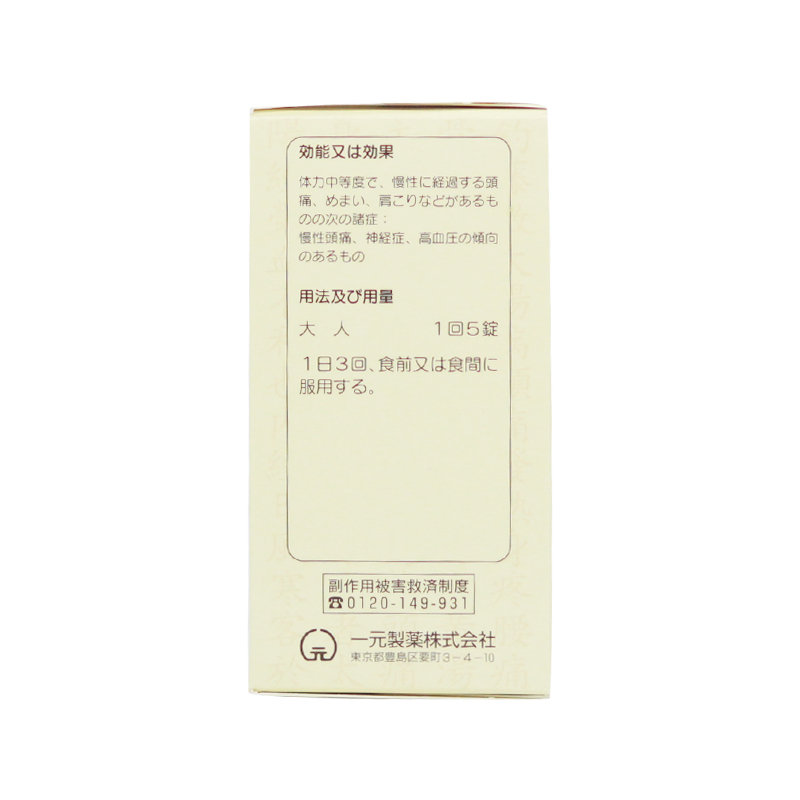 効能又は効果
体力中等度で、慢性に経過する頭
痛、めまい、肩こりなどがあるも
のの次の諸症：
慢性頭痛、神経症、高血圧の傾向
のあるもの
用法及び用量
大　人　　　　1回5錠
1日3回、食前又は食間に
服用する。
副作用被害救済制度
☎0120-149-931
元
一元製薬株式会社
東京都豊島区要町3−4−10